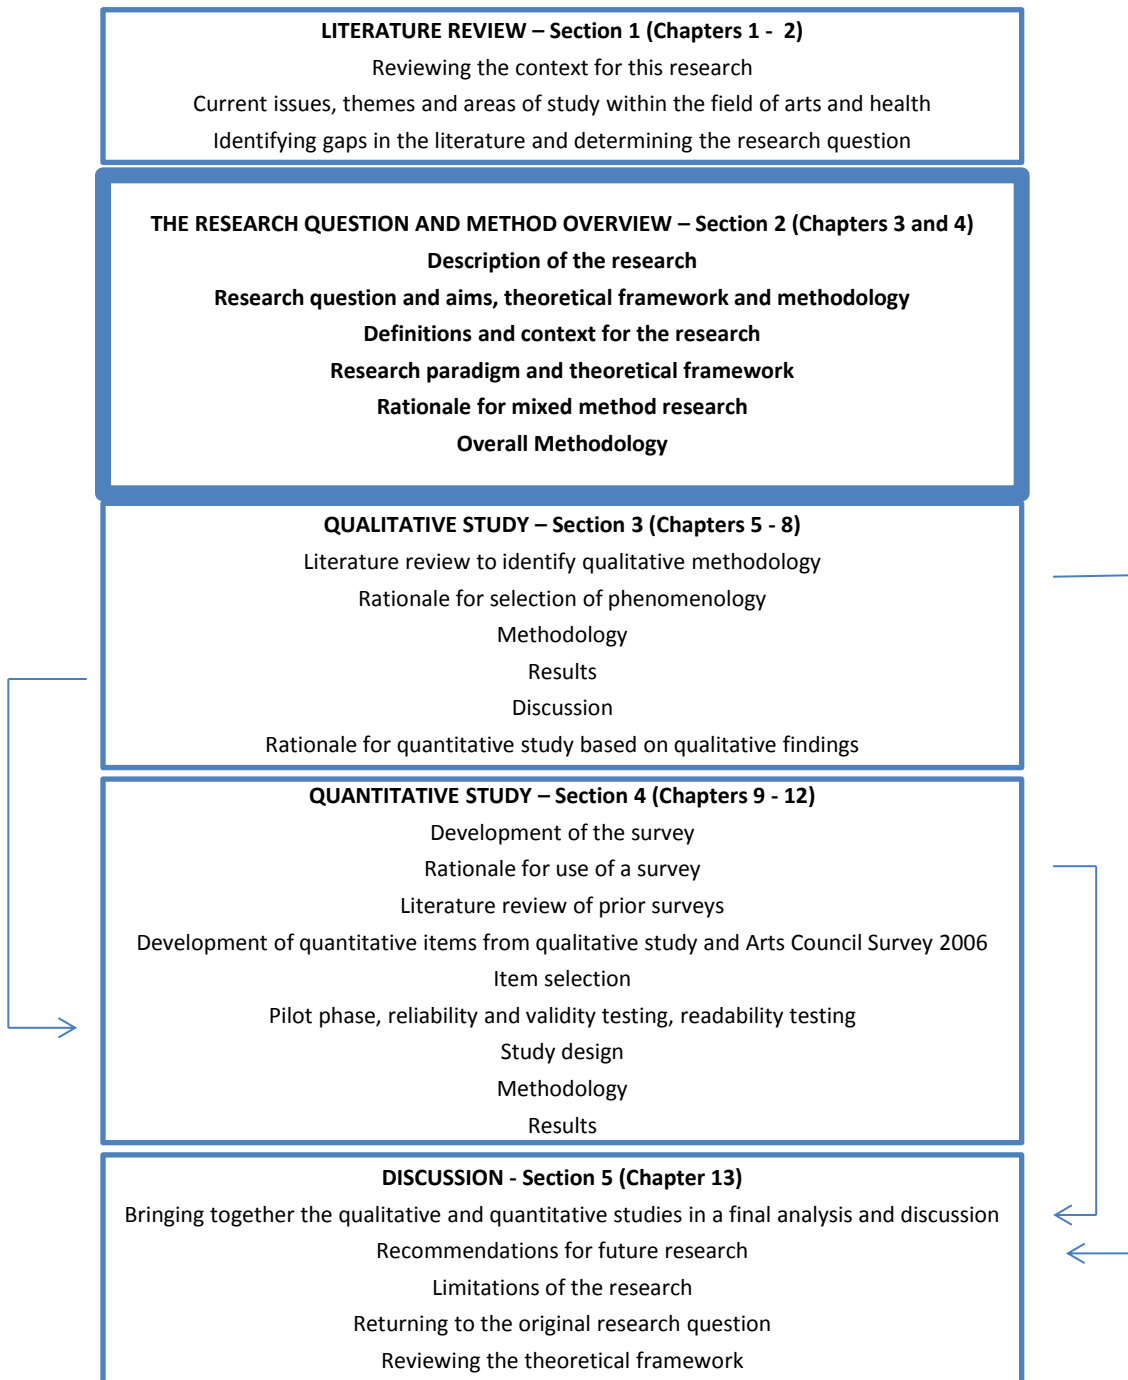 LITERATURE REVIEW – Section 1 (Chapters 1 -  2)
Reviewing the context for this research
Current issues, themes and areas of study within the field of arts and health
Identifying gaps in the literature and determining the research question
THE RESEARCH QUESTION AND METHOD OVERVIEW – Section 2 (Chapters 3 and 4)
Description of the research
Research question and aims, theoretical framework and methodology
Definitions and context for the research
Research paradigm and theoretical framework
Rationale for mixed method research
Overall Methodology
QUALITATIVE STUDY – Section 3 (Chapters 5 - 8)
Literature review to identify qualitative methodology
Rationale for selection of phenomenology
Methodology
Results
Discussion
Rationale for quantitative study based on qualitative findings
QUANTITATIVE STUDY – Section 4 (Chapters 9 - 12)
Development of the survey
Rationale for use of a survey
Literature review of prior surveys
Development of quantitative items from qualitative study and Arts Council Survey 2006
Item selection
Pilot phase, reliability and validity testing, readability testing
Study design
Methodology
Results
DISCUSSION - Section 5 (Chapter 13)
Bringing together the qualitative and quantitative studies in a final analysis and discussion
Recommendations for future research
Limitations of the research
Returning to the original research question
Reviewing the theoretical framework